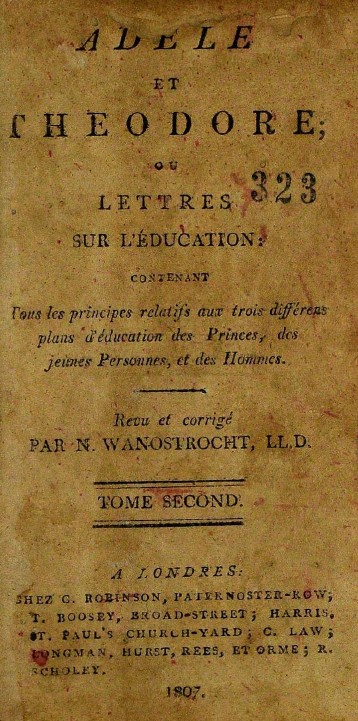 ADELE
ET
THEODORE;
OU
323
LETTRES
SUR L'ÉDUCATION:
CONTENANT
Tous les principes relatifs aux trois différens
plans d'éducation des Princes, des
jeunes Personnes, et des Hommes.
Revu et corrigé
PAR N. WANOSTROCHT, LL.D.
TOME SECOND.
A LONDRES:
CHEZ G. ROBINSON, PATERNOSTER-ROW;
T. BOOSEY, BROAD-STREET; HARRIS,
ST. PAUL'S CHURCH-YARD; C. LAW;
LONGMAN, HURST, REES, ET ORME; R.
SCHOLEY.
1807.